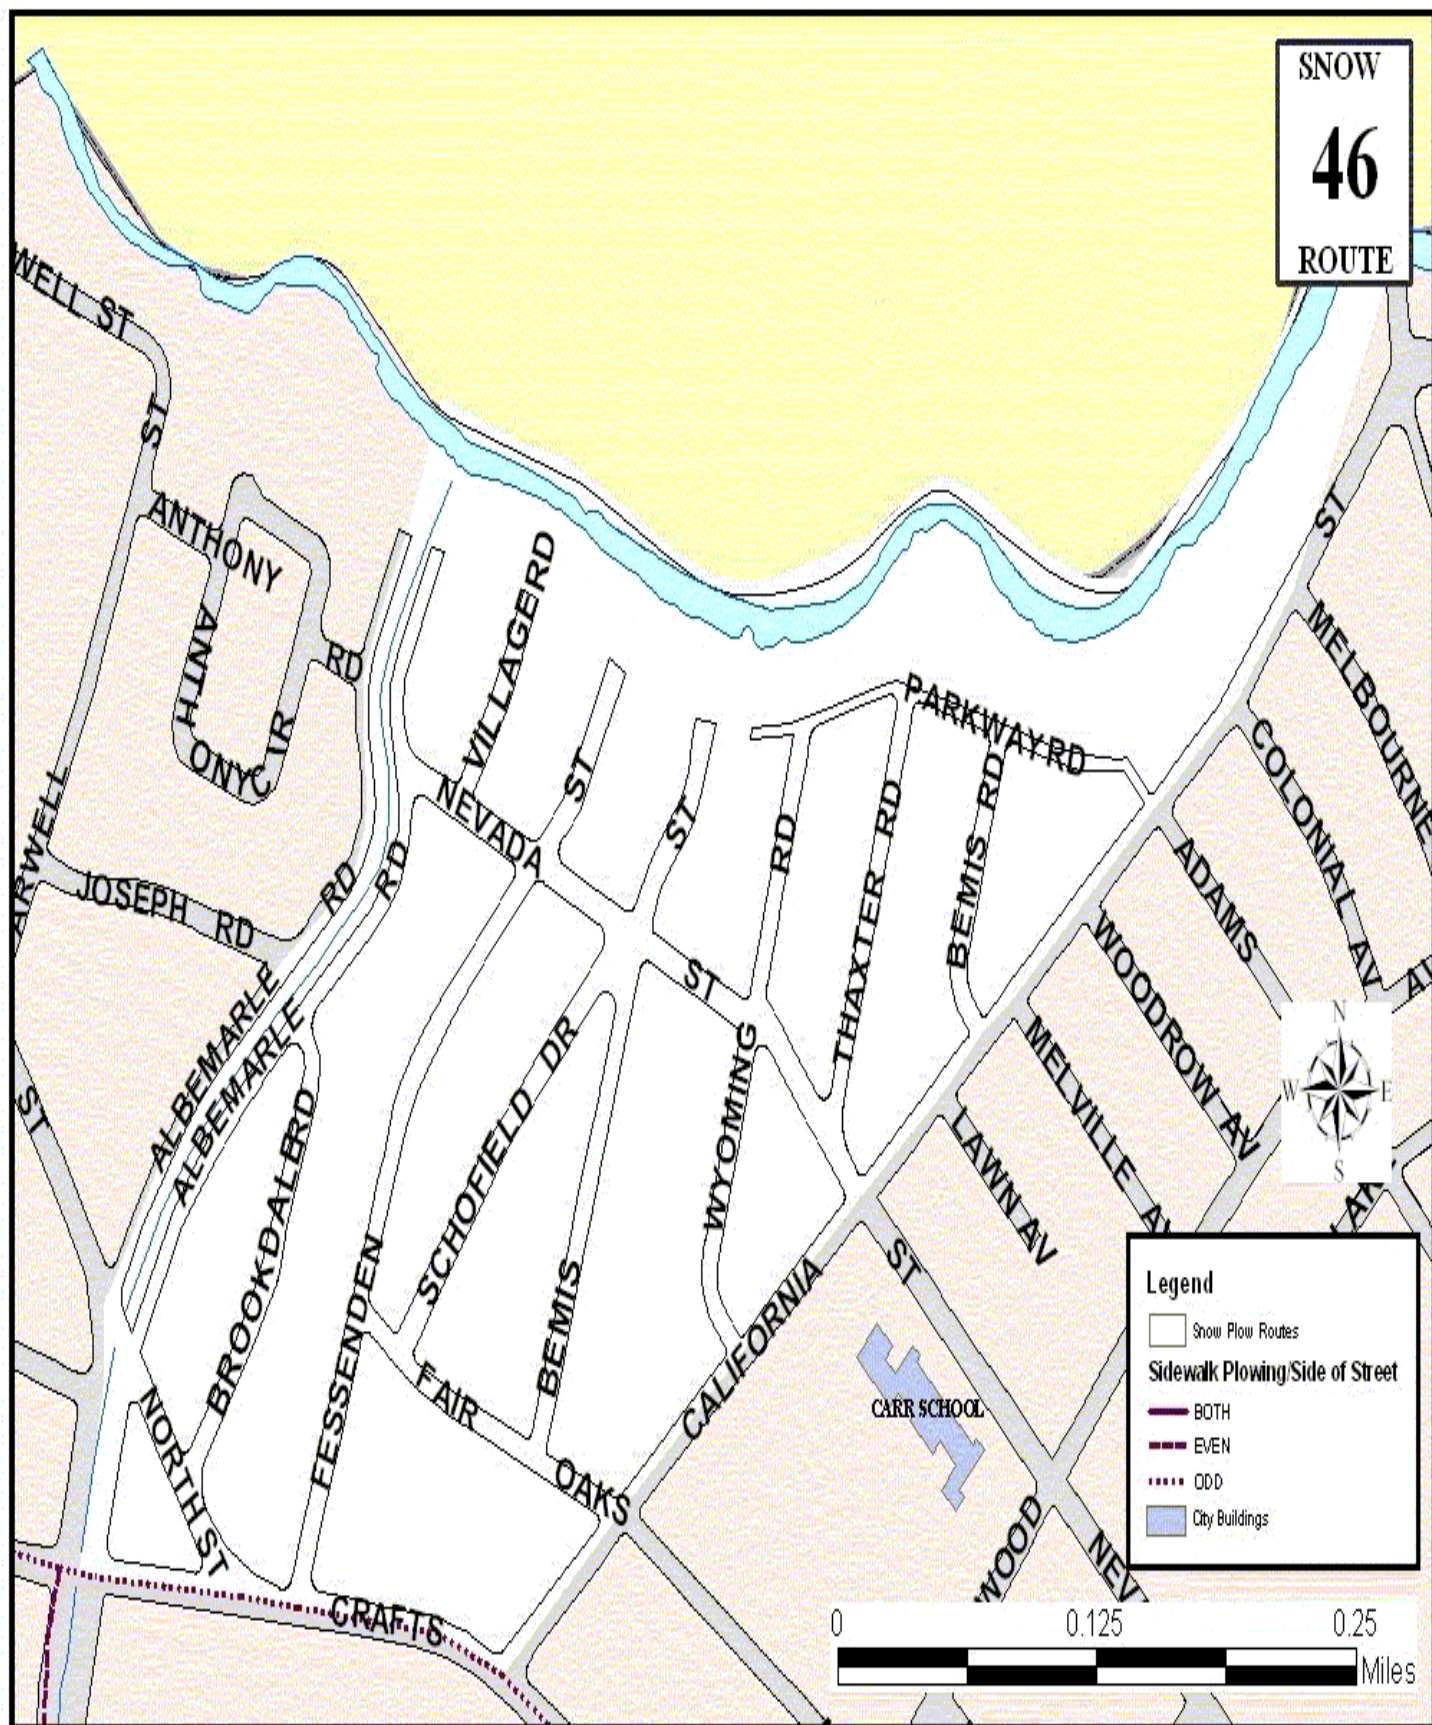 SNOW
46
ROUTE
WELL ST
ST
ANTHONY
ANTH
ONY
CIR
RD
ARWELL
JOSEPH RD
ST
VILLAGE RD
NEVADA
ST
ST
ST
RD
PARKWAY RD
THAXTER RD
BEMIS RD
ST
MELBOURNE
COLONIAL AV
ADAMS
WOODROW AV
MELVILLE AV
LAWN AV
RD
RD
ALBEMARLE
ALBEMARLE
BROOKDALE RD
SCHOFIELD DR
WYOMING
FESSENDEN
BEMIS
FAIR
OAKS
CALIFORNIA
ST
NORTH ST
CRAFTS
CARR SCHOOL
WOOD
NEV
N
W
E
S
Legend
Snow Plow Routes
Sidewalk Plowing/Side of Street
BOTH
EVEN
ODD
City Buildings
0 0.125 0.25
Miles